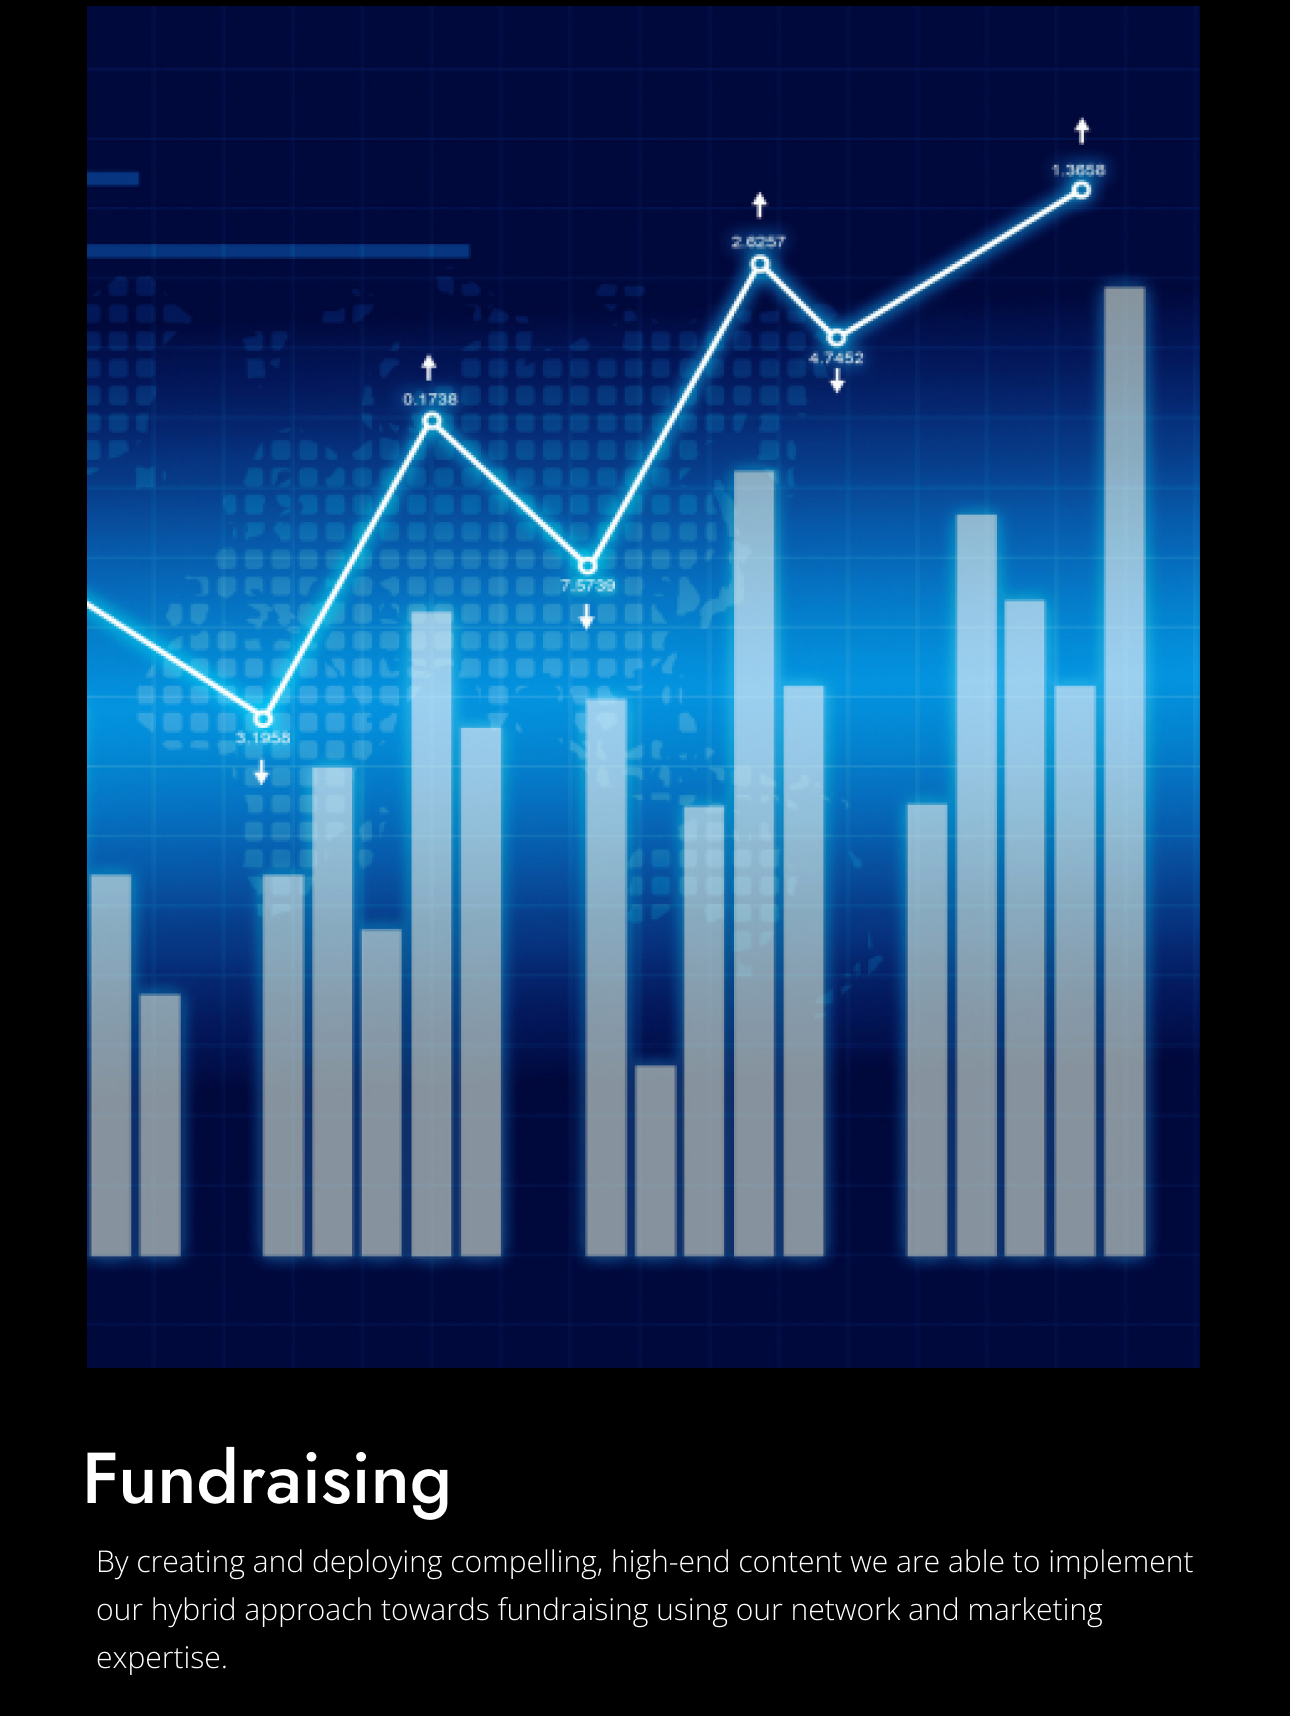 1.3658
2.6257
4.7452
0.1738
7.5739
3.1958
Fundraising
By creating and deploying compelling, high-end content we are able to implement
our hybrid approach towards fundraising using our network and marketing
expertise.